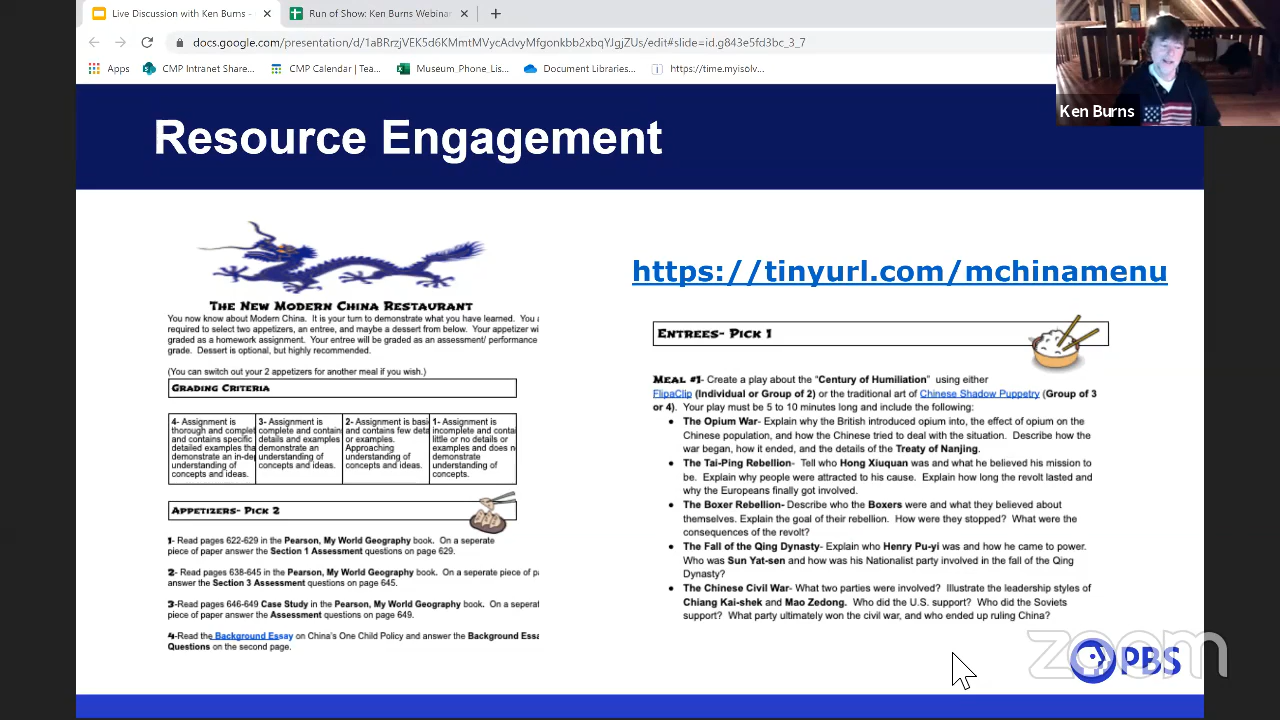 Live Discussion with Ken Burns -
Run of Show: Ken Burns Webinar
docs.google.com/presentation/d/1aBRrzjVEK5d6KMmtMVycAdvyMfgonkbb2xbqYJgjZUs/edit#slide=id.g843e5fd3bc_3_7
Apps
CMP Intranet Share...
CMP Calendar | Tea...
Museum_Phone_Lis...
Document Libraries...
https://time.myisolv...
Ken Burns
Resource Engagement
The New Modern China Restaurant
You now know about Modern China. It is your turn to demonstrate what you have learned. You
required to select two appetizers, an entree, and maybe a dessert from below. Your appetizer wi
graded as a homework assignment. Your entree will be graded as an assessment/ performance
grade. Dessert is optional, but highly recommended.
(You can switch out your 2 appetizers for another meal if you wish.)
Grading Criteria
4- Assignment is
thorough and comple
and contains specific
detailed examples tha
demonstrate an in-de
understanding of
concepts and ideas.
3- Assignment is
complete and contain
details and examples
demonstrate an
understanding of
concepts and ideas.
2- Assignment is basi
and contains few deta
or examples.
Approaching
understanding of
concepts and ideas.
1- Assignment is
incomplete and conta
little or no details or
examples and does n
demonstrate
understanding of
concepts.
Appetizers- Pick 2
1- Read pages 622-629 in the Pearson, My World Geography book. On a seperate
piece of paper answer the Section 1 Assessment questions on page 629.
2- Read pages 638-645 in the Pearson, My World Geography book. On a seperate piece of p
answer the Section 3 Assessment questions on page 645.
3-Read pages 646-649 Case Study in the Pearson, My World Geography book. On a seperat
piece of paper answer the Section 1 Assessment questions on page 649.
4-Read the Background Essay on China's One Child Policy and answer the Background Essa
Questions on the second page.
https://tinyurl.com/mchinamenu
Entrees- Pick 1
Meal #1- Create a play about the "Century of Humiliation" using either
FlipaClip (Individual or Group of 2) or the traditional art of Chinese Shadow Puppetry (Group of 3
or 4). Your play must be 5 to 10 minutes long and include the following:
● The Opium War- Explain why the British introduced opium into, the effect of opium on the
Chinese population, and how the Chinese tried to deal with the situation. Describe how the
war began, how it ended, and the details of the Treaty of Nanjing.
● The Tai-Ping Rebellion- Tell who Hong Xiuquan was and what he believed his mission to
be. Explain why people were attracted to his cause. Explain how long the revolt lasted and
why the Europeans finally got involved.
● The Boxer Rebellion- Describe who the Boxers were and what they believed about
themselves. Explain the goal of their rebellion. How were they stopped? What were the
consequences of the revolt?
● The Fall of the Qing Dynasty- Explain who Henry Pu-yi was and how he came to power.
Who was Sun Yat-sen and how was his Nationalist party involved in the fall of the Qing
Dynasty?
● The Chinese Civil War- What two parties were involved? Illustrate the leadership styles of
Chiang Kai-shek and Mao Zedong. Who did the U.S. support? Who did the Soviets
support? What party ultimately won the civil war, and who ended up ruling China?
zoom
PBS